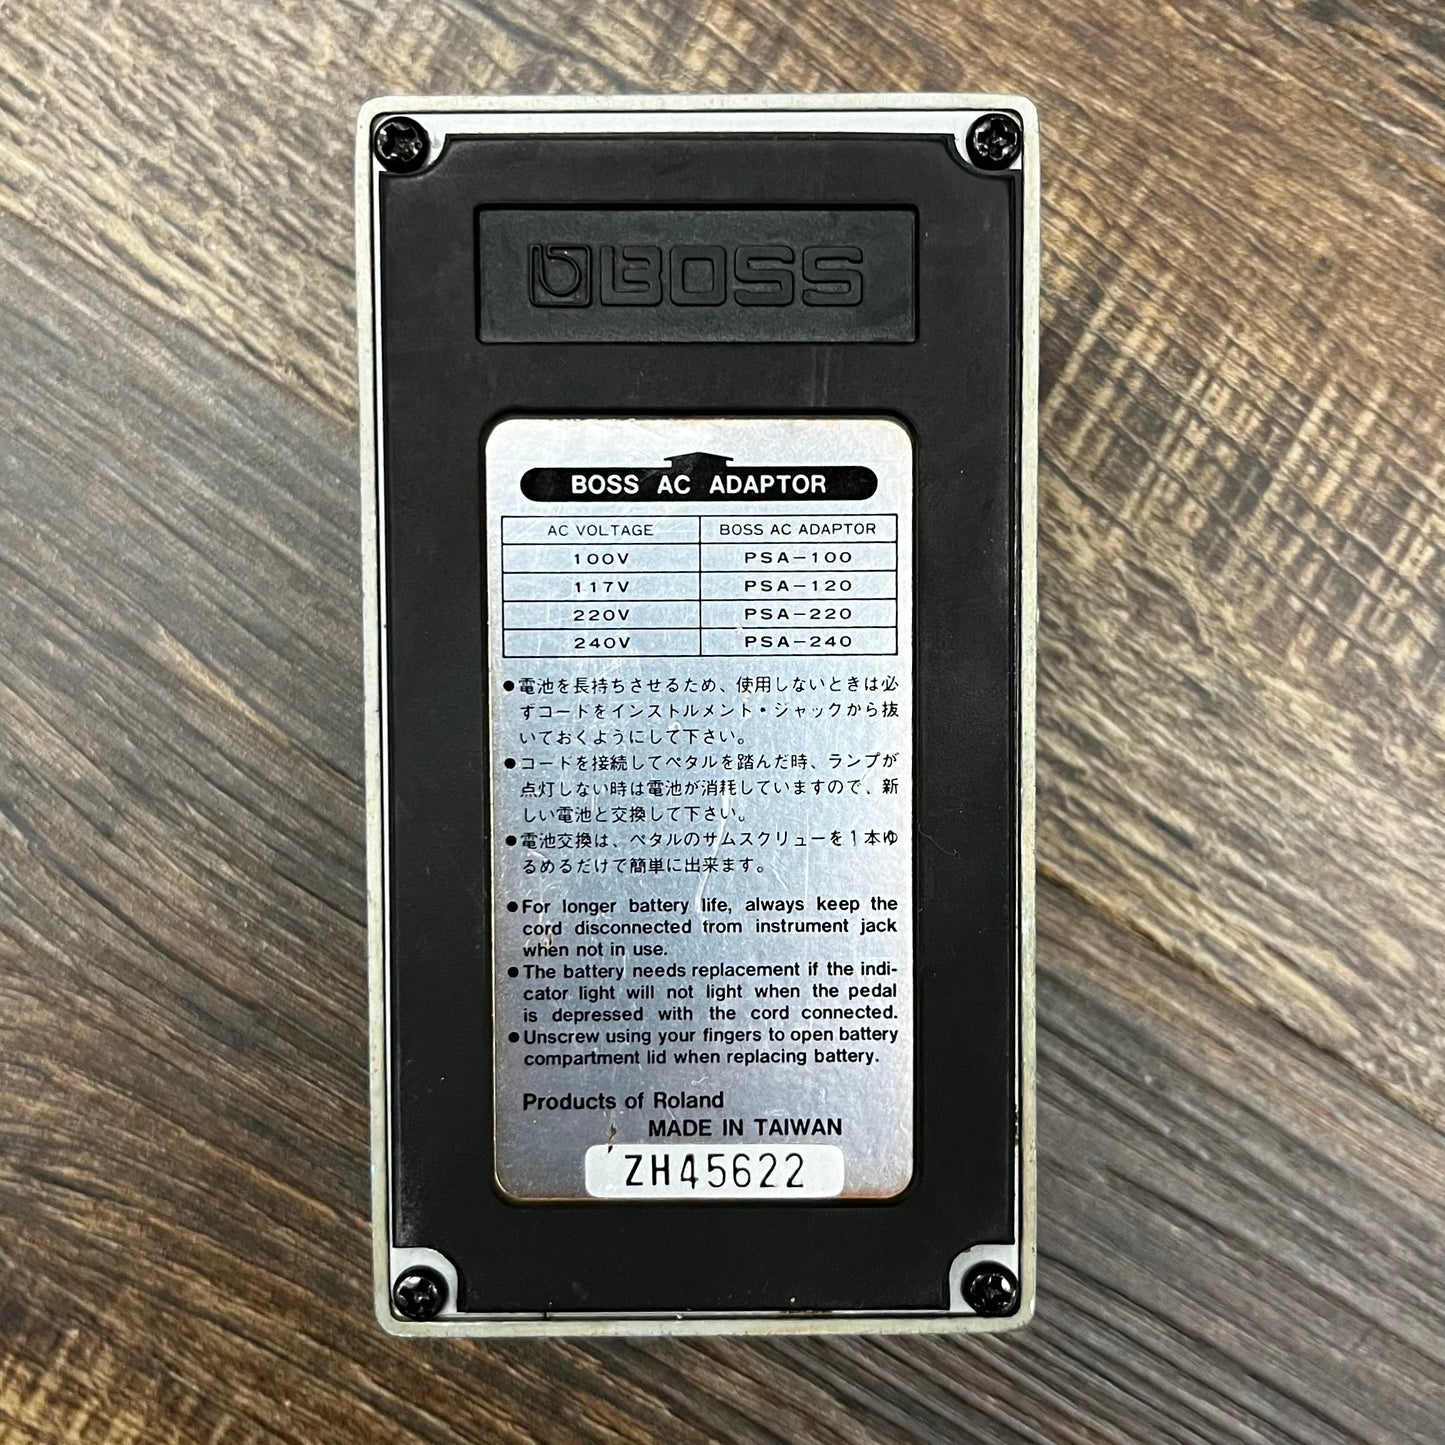 BOSS
BOSS AC ADAPTOR
AC VOLTAGE BOSS AC ADAPTOR
100V PSA-100
117V PSA-120
220V PSA-220
240V PSA-240
●電池を長持ちさせるため、使用しないときは必
ずコードをインストルメント・ジャックから抜
いておくようにして下さい。
●コードを接続してペタルを踏んだ時、ランプが
点灯しない時は電池が消耗していますので、新
しい電池と交換して下さい。
●電池交換は、ペタルのサムスクリューを1本ゆ
るめるだけで簡単に出来ます。
●For longer battery life, always keep the
cord disconnected from instrument jack
when not in use.
●The battery needs replacement if the indi-
cator light will not light when the pedal
is depressed with the cord connected.
●Unscrew using your fingers to open battery
compartment lid when replacing battery.
Products of Roland
MADE IN TAIWAN
ZH45622